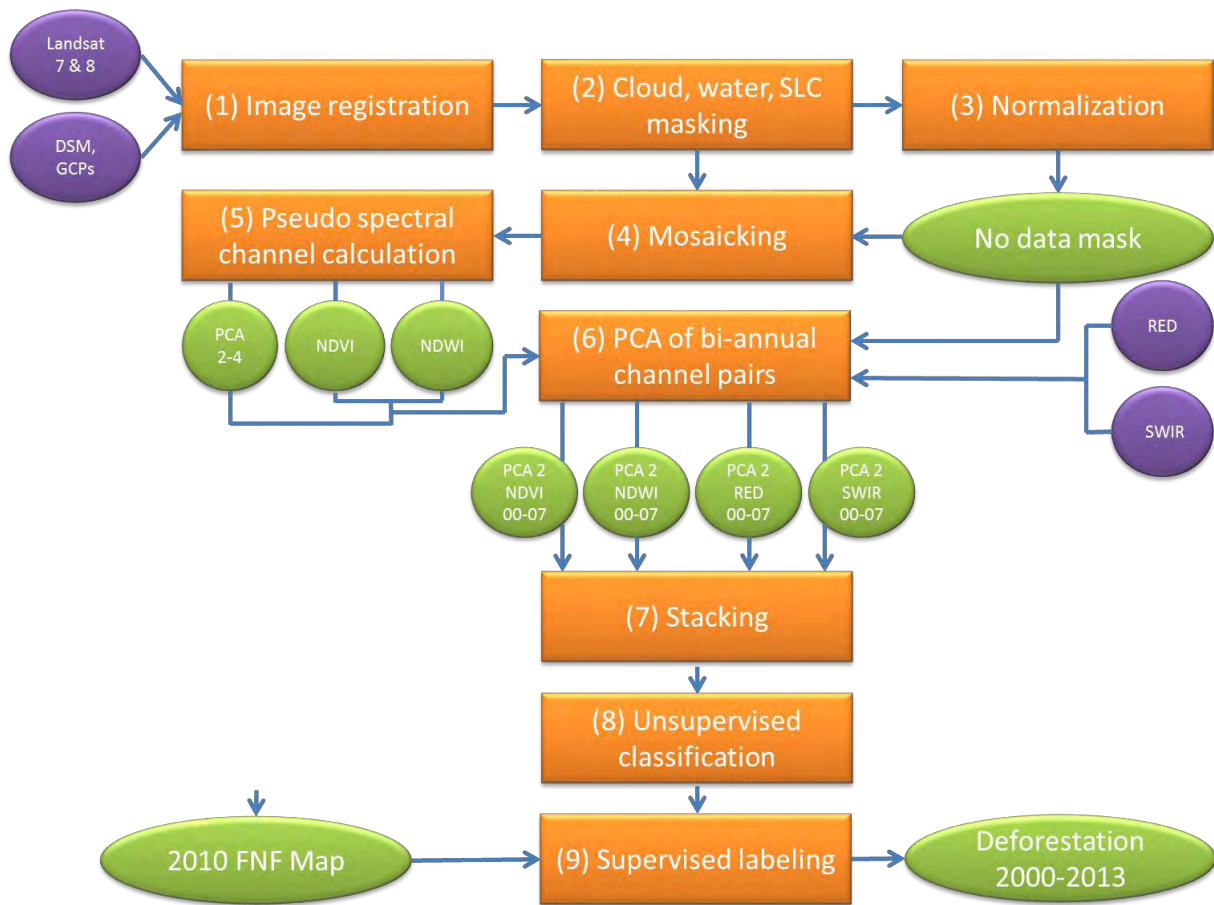 Landsat
7 & 8
DSM,
GCPs
(1) Image registration
(2) Cloud, water, SLC
masking
(3) Normalization
(5) Pseudo spectral
channel calculation
(4) Mosaicking
No data mask
PCA
2-4
NDVI
NDWI
(6) PCA of bi-annual
channel pairs
RED
SWIR
PCA 2
NDVI
00-07
PCA 2
NDWI
00-07
PCA 2
RED
00-07
PCA 2
SWIR
00-07
(7) Stacking
(8) Unsupervised
classification
2010 FNF Map
(9) Supervised labeling
Deforestation
2000-2013